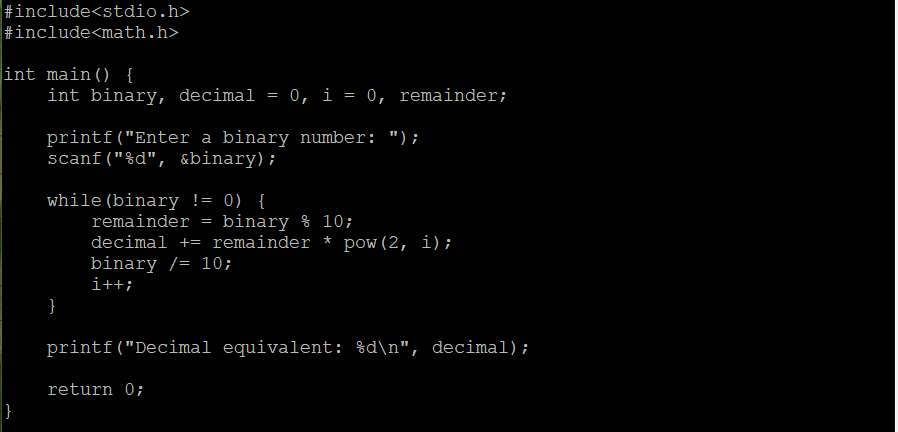 #include<stdio.h>
#include<math.h>
int main() {
    int binary, decimal = 0, i = 0, remainder;
    printf("Enter a binary number: ");
    scanf("%d", &binary);
    while(binary != 0) {
        remainder = binary % 10;
        decimal += remainder * pow(2, i);
        binary /= 10;
        i++;
    }
    printf("Decimal equivalent: %d\n", decimal);
    return 0;
}